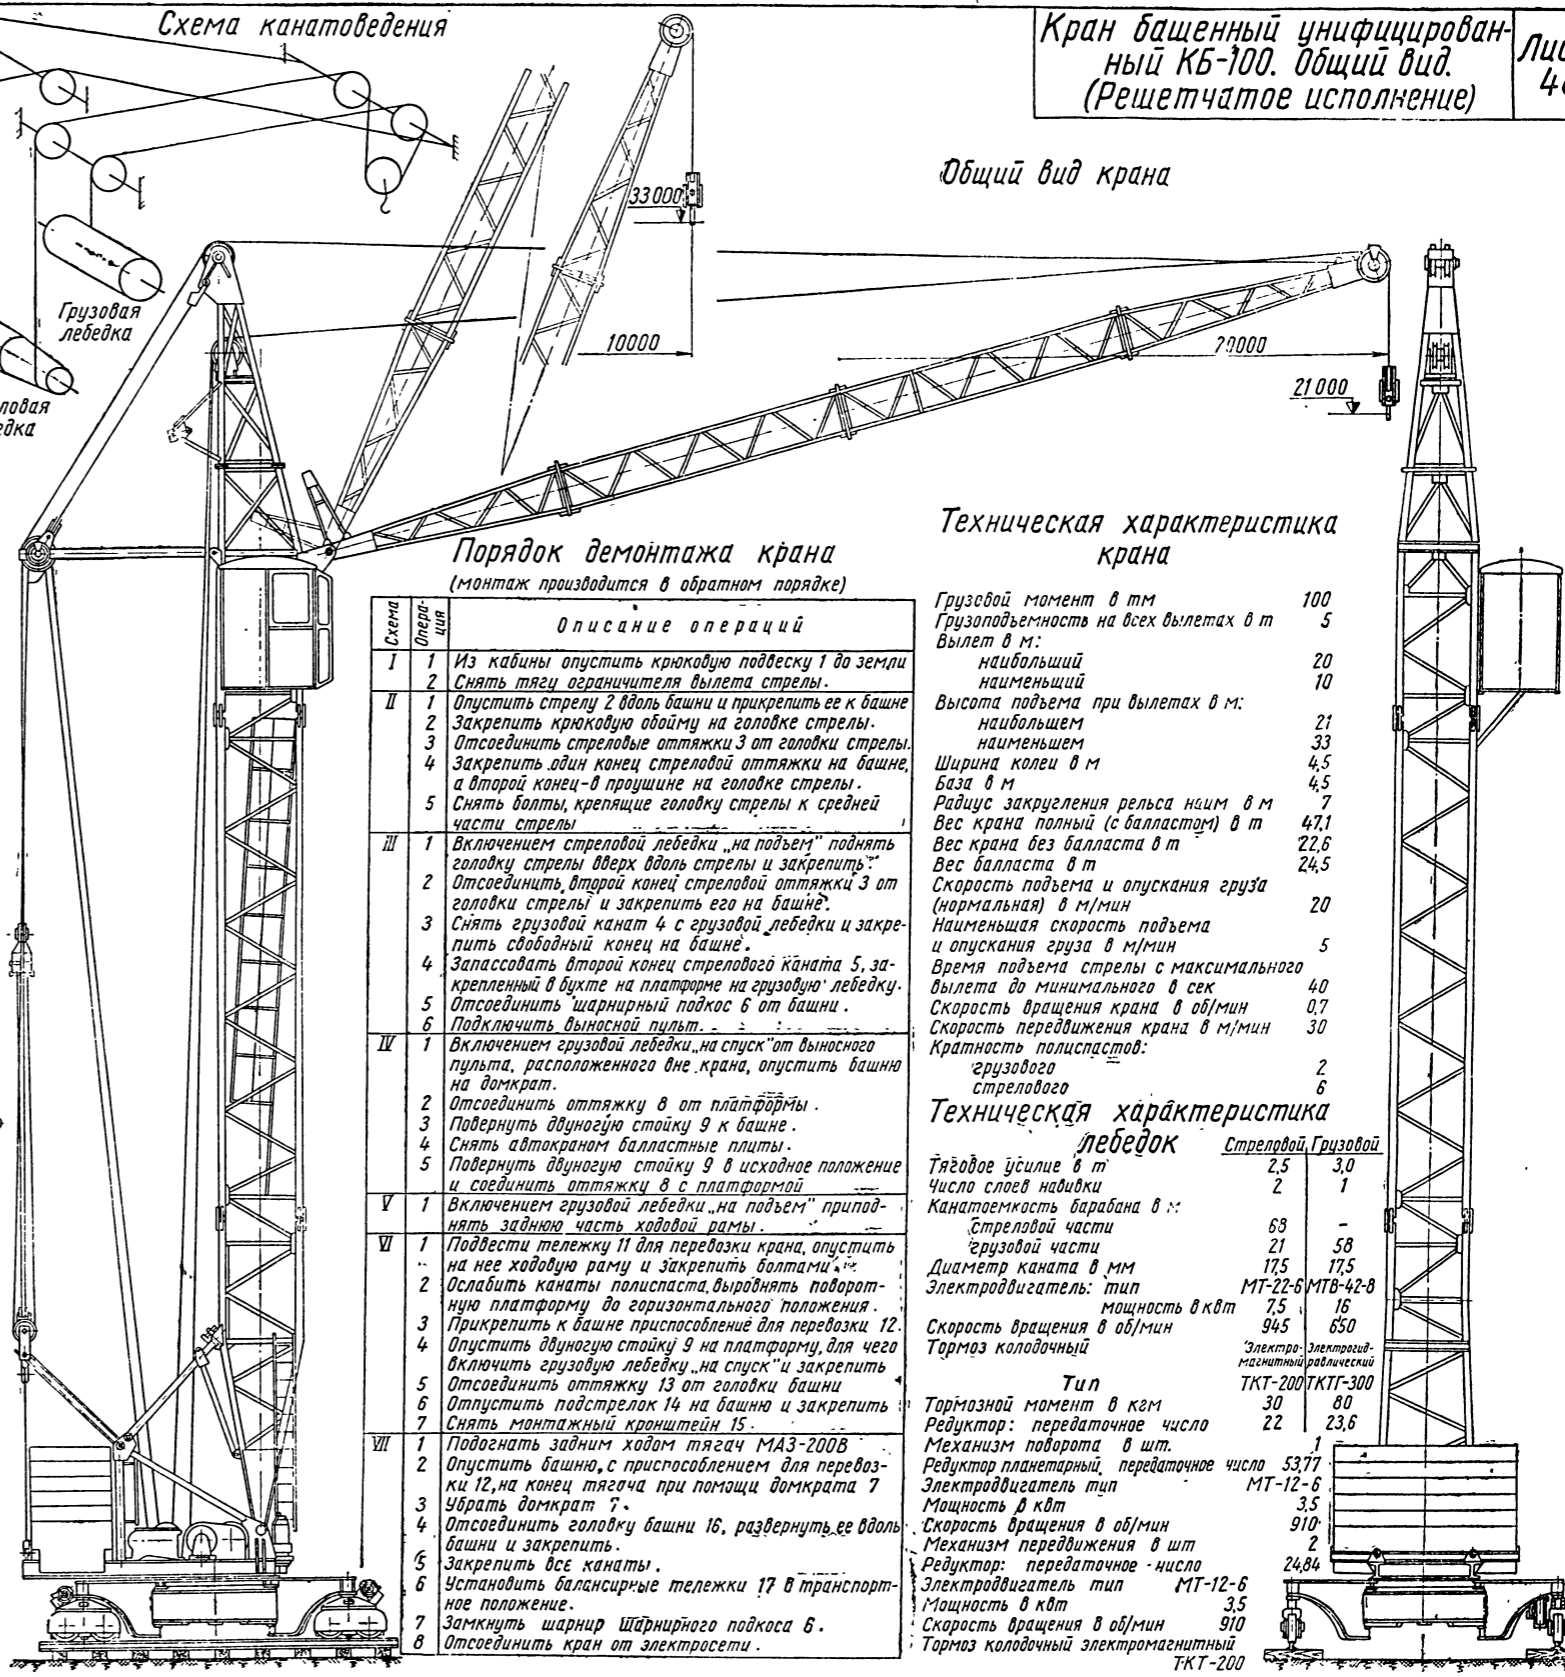 Схема канатоведения
Кран башенный унифицирован-
ный КБ-100. Общий вид.
(Решетчатое исполнение)
Общий вид крана
Грузовая
лебедка
33000
10000
20000
21000
Порядок демонтажа крана
(монтаж производится в обратном порядке)
Схема Опера-ция Описание операций
I 1 Из кабины опустить крюковую подвеску 1 до земли
2 Снять тягу ограничителя вылета стрелы.
II 1 Опустить стрелу 2 вдоль башни и прикрепить ее к башне
2 Закрепить крюковую обойму на головке стрелы.
3 Отсоединить стреловые оттяжки 3 от головки стрелы.
4 Закрепить один конец стреловой оттяжки на башне,
а второй конец-в проушине на головке стрелы.
5 Снять болты, крепящие головку стрелы к средней
части стрелы
III 1 Включением стреловой лебедки „на подъем" поднять
головку стрелы вверх вдоль стрелы и закрепить.
2 Отсоединить второй конец стреловой оттяжки 3 от
головки стрелы и закрепить его на башне.
3 Снять грузовой канат 4 с грузовой лебедки и закре-
пить свободный конец на башне.
4 Запассовать второй конец стрелового каната 5, за-
крепленный в бухте на платформе на грузовую лебедку.
5 Отсоединить шарнирный подкос 6 от башни.
6 Подключить выносной пульт.
IV 1 Включением грузовой лебедки „на спуск" от выносного
пульта, расположенного вне крана, опустить башню
на домкрат.
2 Отсоединить оттяжку 8 от платформы.
3 Повернуть двуногую стойку 9 к башне.
4 Снять автокраном балластные плиты.
5 Повернуть двуногую стойку 9 в исходное положение
и соединить оттяжку 8 с платформой
V 1 Включением грузовой лебедки „на подъем" припод-
нять заднюю часть ходовой рамы.
VI 1 Подвести тележку 11 для перевозки крана, опустить
на нее ходовую раму и закрепить болтами.
2 Ослабить канаты полиспаста, выровнять поворот-
ную платформу до горизонтального положения.
3 Прикрепить к башне приспособление для перевозки 12.
4 Опустить двуногую стойку 9 на платформу, для чего
включить грузовую лебедку „на спуск" и закрепить
5 Отсоединить оттяжку 13 от головки башни
6 Отпустить подстрелок 14 на башню и закрепить
7 Снять монтажный кронштейн 15.
VII 1 Подогнать задним ходом тягач МАЗ-200В
2 Опустить башню, с приспособлением для перевоз-
ки 12, на конец тягача при помощи домкрата 7
3 Убрать домкрат 7.
4 Отсоединить головку башни 16, развернуть ее вдоль
башни и закрепить.
5 Закрепить все канаты.
6 Установить балансирные тележки 17 в транспорт-
ное положение.
7 Замкнуть шарнир шарнирного подкоса 6.
8 Отсоединить кран от электросети.
Техническая характеристика
крана
Грузовой момент в тм 100
Грузоподъемность на всех вылетах в т 5
Вылет в м:
наибольший 20
наименьший 10
Высота подъема при вылетах в м:
наибольшем 21
наименьшем 33
Ширина колеи в м 4,5
База в м 4,5
Радиус закругления рельса наим в м 7
Вес крана полный (с балластом) в т 47,1
Вес крана без балласта в т 22,6
Вес балласта в т 24,5
Скорость подъема и опускания груза
(нормальная) в м/мин 20
Наименьшая скорость подъема
и опускания груза в м/мин 5
Время подъема стрелы с максимального
вылета до минимального в сек 40
Скорость вращения крана в об/мин 0,7
Скорость передвижения крана в м/мин 30
Кратность полиспастов:
грузового 2
стрелового 6
Техническая характеристика
лебедок Стреловой Грузовой
Тяговое усилие в т 2,5 3,0
Число слоев навивки 2 1
Канатоемкость барабана в м:
стреловой части 68 -
грузовой части 21 58
Диаметр каната в мм 17,5 17,5
Электродвигатель: тип МТ-22-6 МТВ-42-8
мощность в квт 7,5 16
Скорость вращения в об/мин 945 650
Тормоз колодочный Электро-магнитный Электрогид-равлический
Тип ТКТ-200 ТКТГ-300
Тормозной момент в кгм 30 80
Редуктор: передаточное число 22 23,6
Механизм поворота в шт. 1
Редуктор планетарный, передаточное число 53,77
Электродвигатель тип МТ-12-6
Мощность в квт 3,5
Скорость вращения в об/мин 910
Механизм передвижения в шт 2
Редуктор: передаточное число 24,84
Электродвигатель тип МТ-12-6
Мощность в квт 3,5
Скорость вращения в об/мин 910
Тормоз колодочный электромагнитный
ТКТ-200